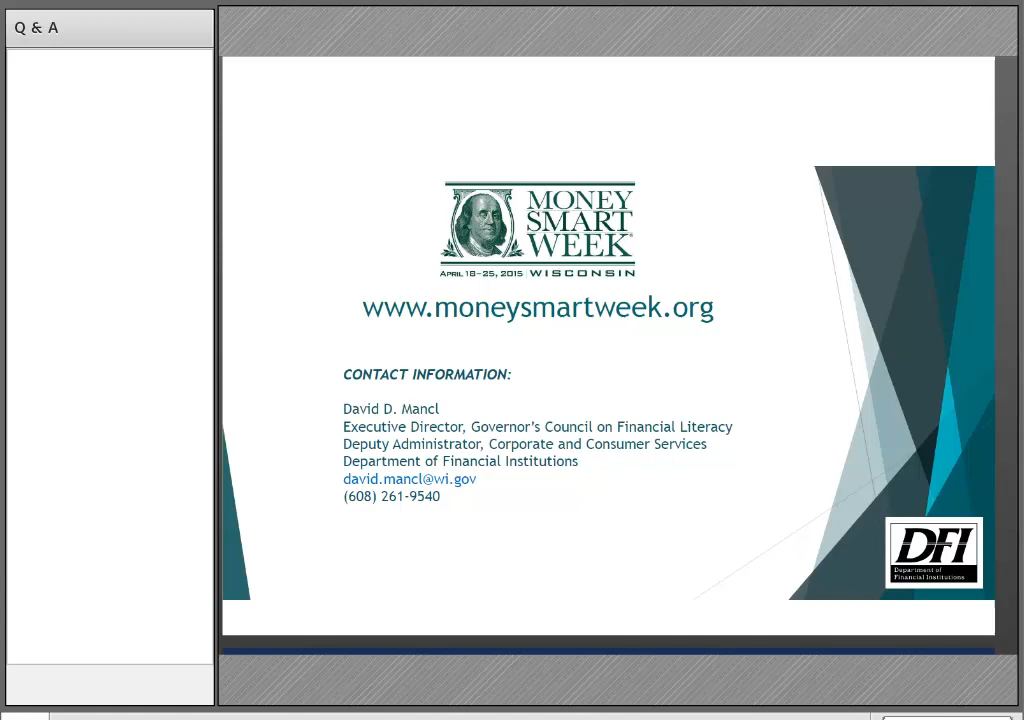 Q & A
MONEY
SMART
WEEK®
APRIL 18-25, 2015 | WISCONSIN
www.moneysmartweek.org
CONTACT INFORMATION:
David D. Mancl
Executive Director, Governor's Council on Financial Literacy
Deputy Administrator, Corporate and Consumer Services
Department of Financial Institutions
david.mancl@wi.gov
(608) 261-9540
DFI
Department of
Financial Institutions